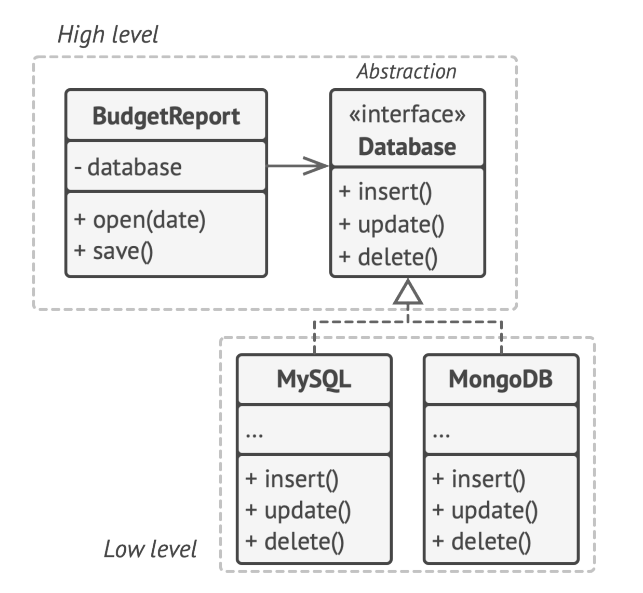 High level
Abstraction
BudgetReport
- database
+ open(date)
+ save()
«interface»
Database
+ insert()
+ update()
+ delete()
MySQL
...
+ insert()
+ update()
+ delete()
MongoDB
...
+ insert()
+ update()
+ delete()
Low level